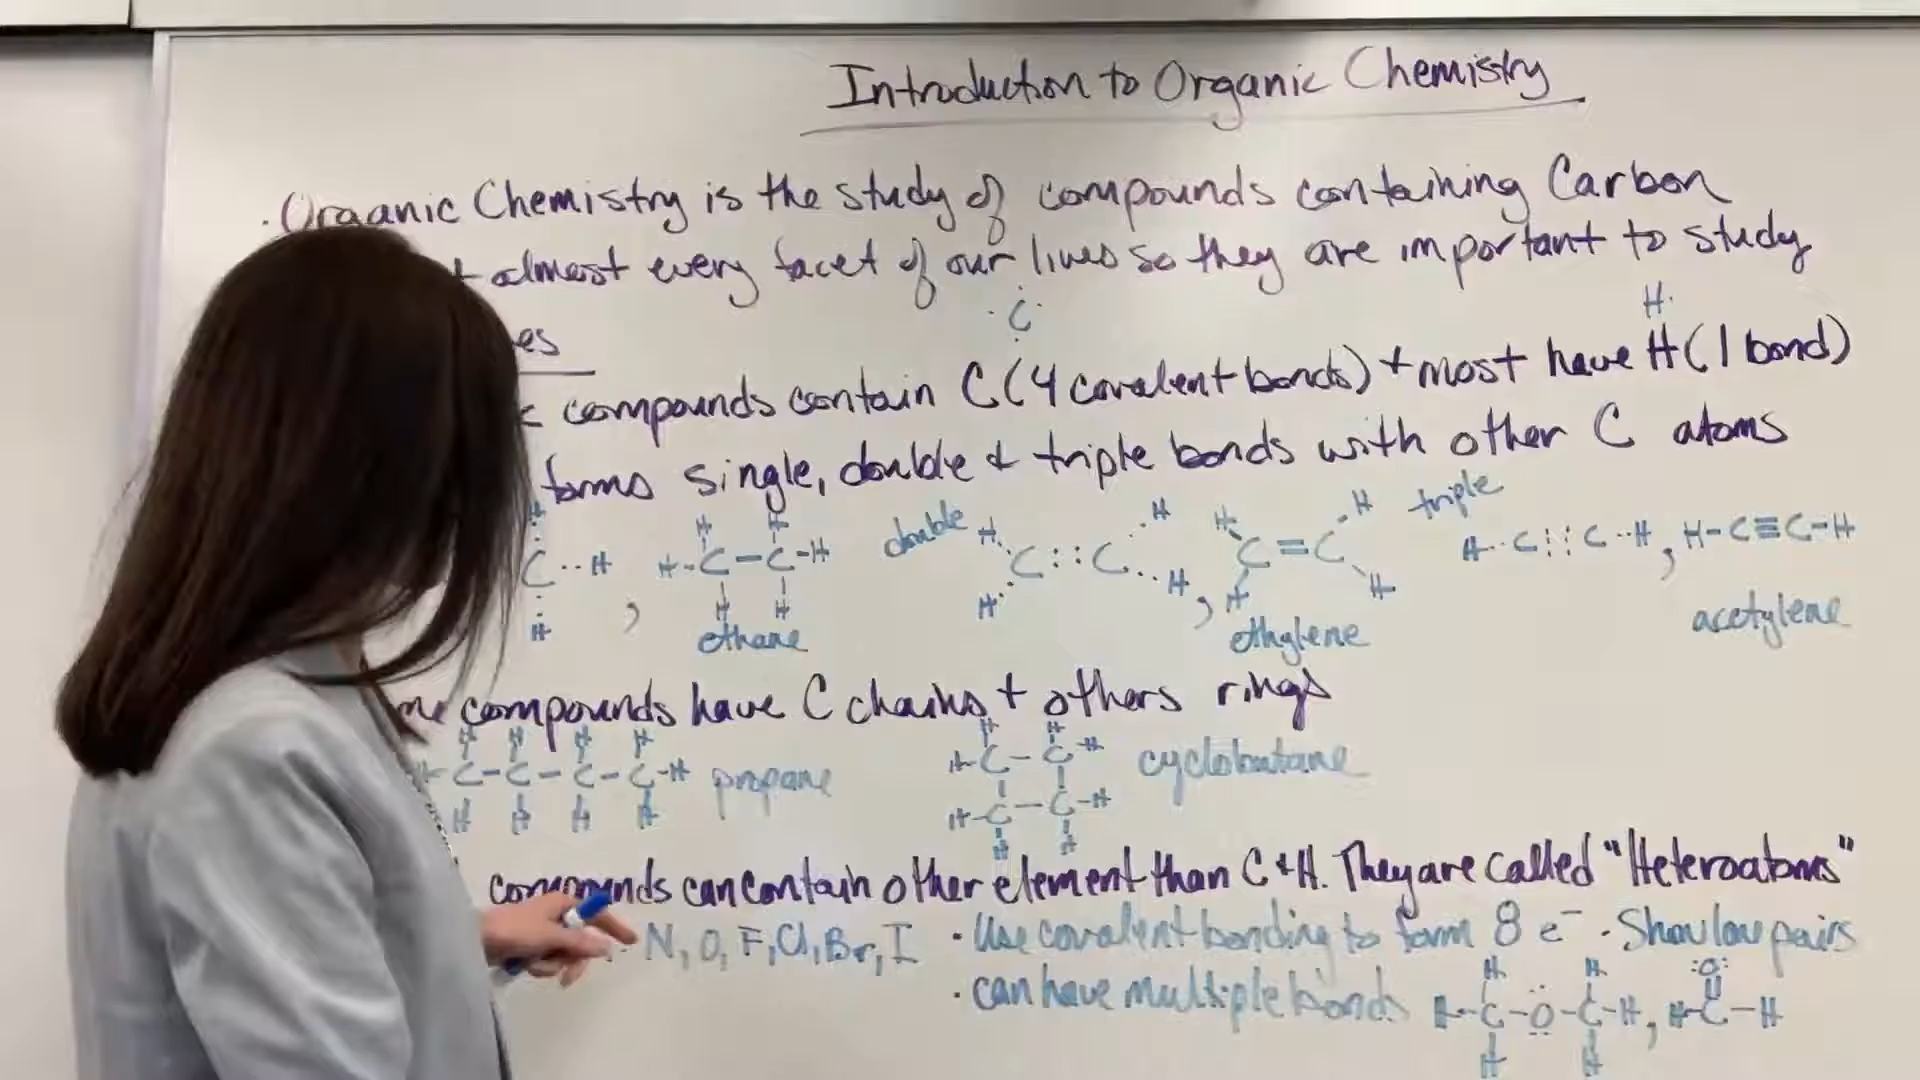 Introduction to Organic Chemistry
· Organic Chemistry is the study of compounds containing Carbon
+ almost every facet of our lives so they are important to study
·C·
H·
es
compounds contain C (4 covalent bonds) + most have H (1 bond)
forms single, double & triple bonds with other C atoms
double
triple
H H H H H H H
C··H , H-C-C-H C::C , C=C H··C⋮⋮C··H , H-C≡C-H
H H H H H H H
ethane
ethylene
acetylene
me compounds have C chains + others rings
H H H H H H
C-C-C-C-H propane H-C-C-H cyclobutane
H H H H H-C-C-H
H H
compounds can contain other element than C & H. They are called "Heteroatoms"
N, O, F, Cl, Br, I · Use covalent bonding to form 8 e⁻ · Show lone pairs
· can have multiple bonds
H H :O:
H-C-O-C-H, H-C-H
H H